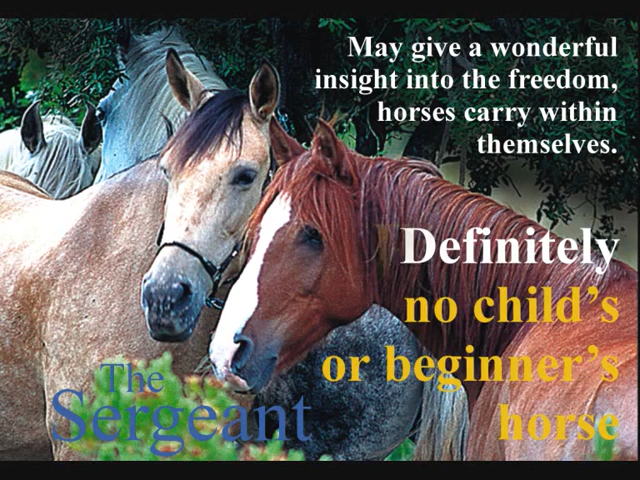 May give a wonderful
insight into the freedom,
horses carry within
themselves.
Definitely
no child’s
or beginner’s
horse
The
Sergeant